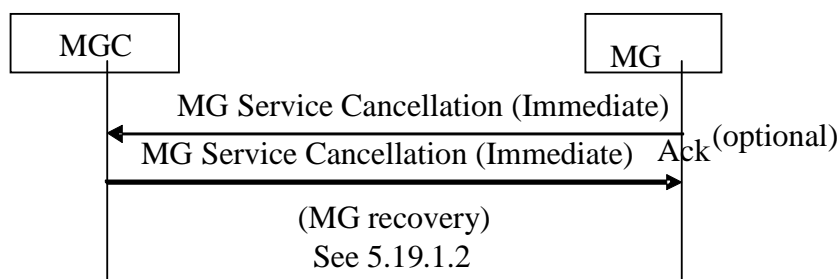 MGC
MG
MG Service Cancellation (Immediate)
MG Service Cancellation (Immediate) Ack (optional)
(MG recovery)
See 5.19.1.2